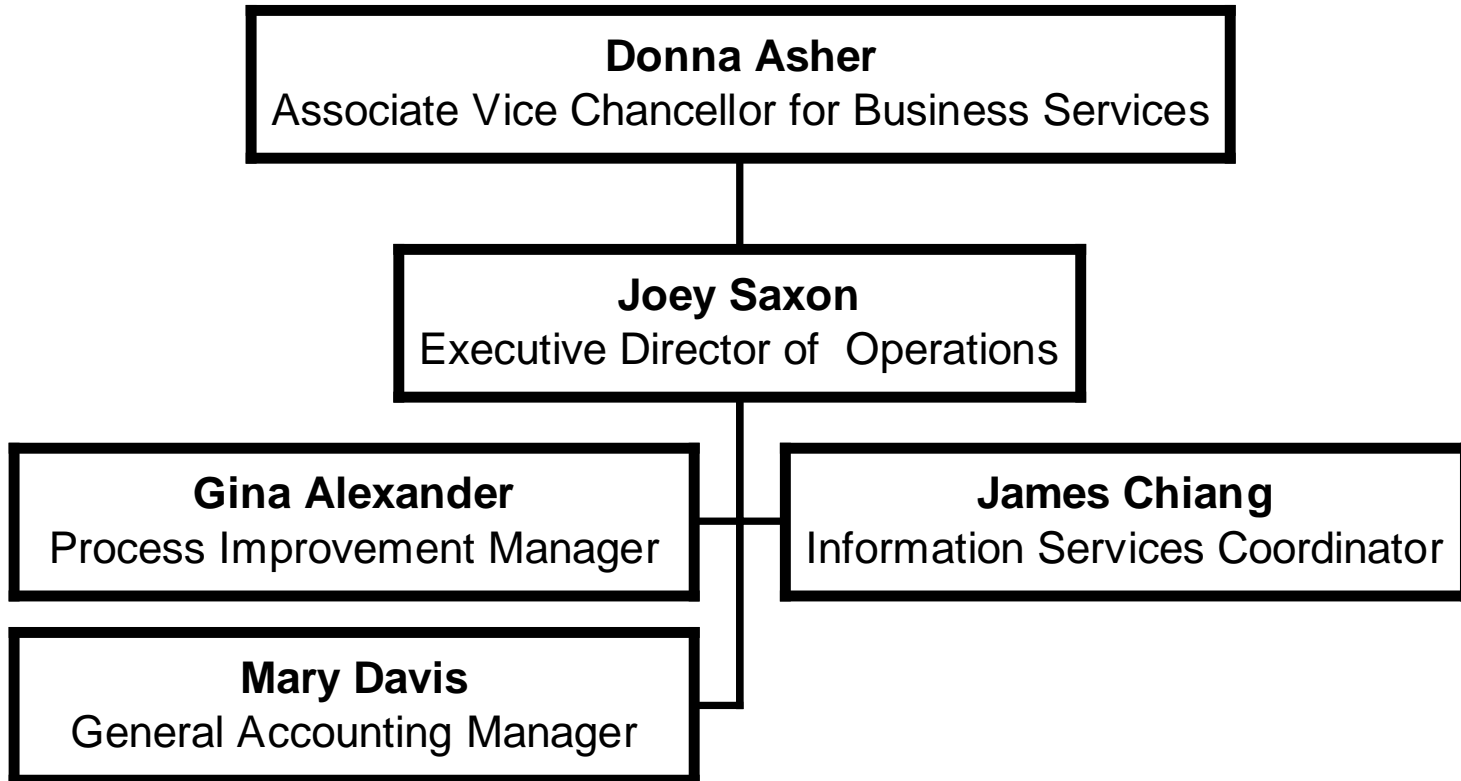 Donna Asher
Associate Vice Chancellor for Business Services
Joey Saxon
Executive Director of  Operations
Gina Alexander
Process Improvement Manager
James Chiang
Information Services Coordinator
Mary Davis
General Accounting Manager